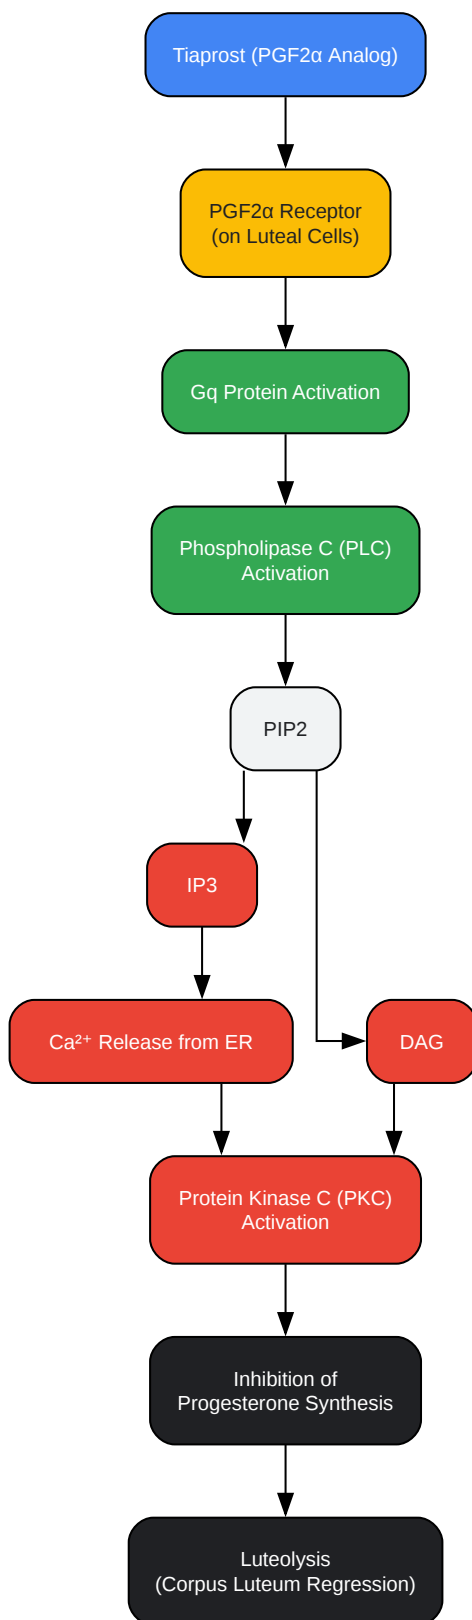 Tiaprost (PGF2α Analog)
PGF2α Receptor
(on Luteal Cells)
Gq Protein Activation
Phospholipase C (PLC)
Activation
PIP2
IP3
Ca²⁺ Release from ER
DAG
Protein Kinase C (PKC)
Activation
Inhibition of
Progesterone Synthesis
Luteolysis
(Corpus Luteum Regression)